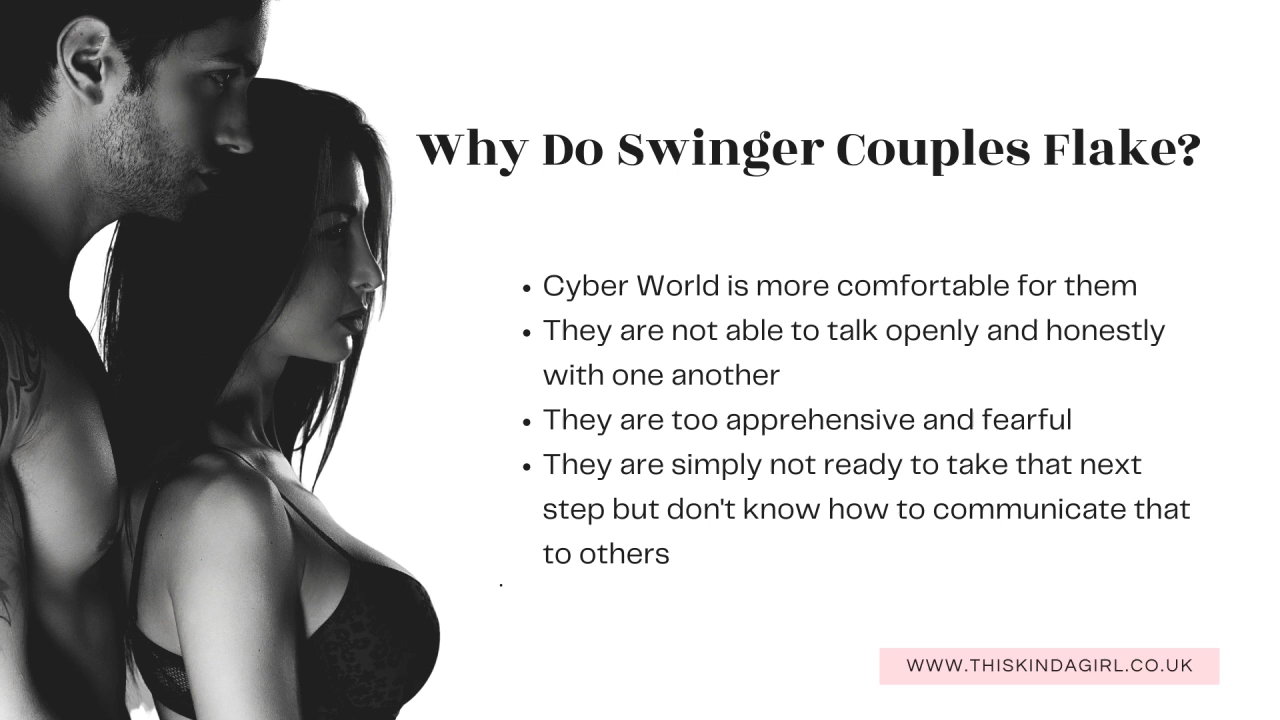 Why Do Swinger Couples Flake?
• Cyber World is more comfortable for them
• They are not able to talk openly and honestly
with one another
• They are too apprehensive and fearful
• They are simply not ready to take that next
step but don't know how to communicate that
to others
.
WWW.THISKINDAGIRL.CO.UK